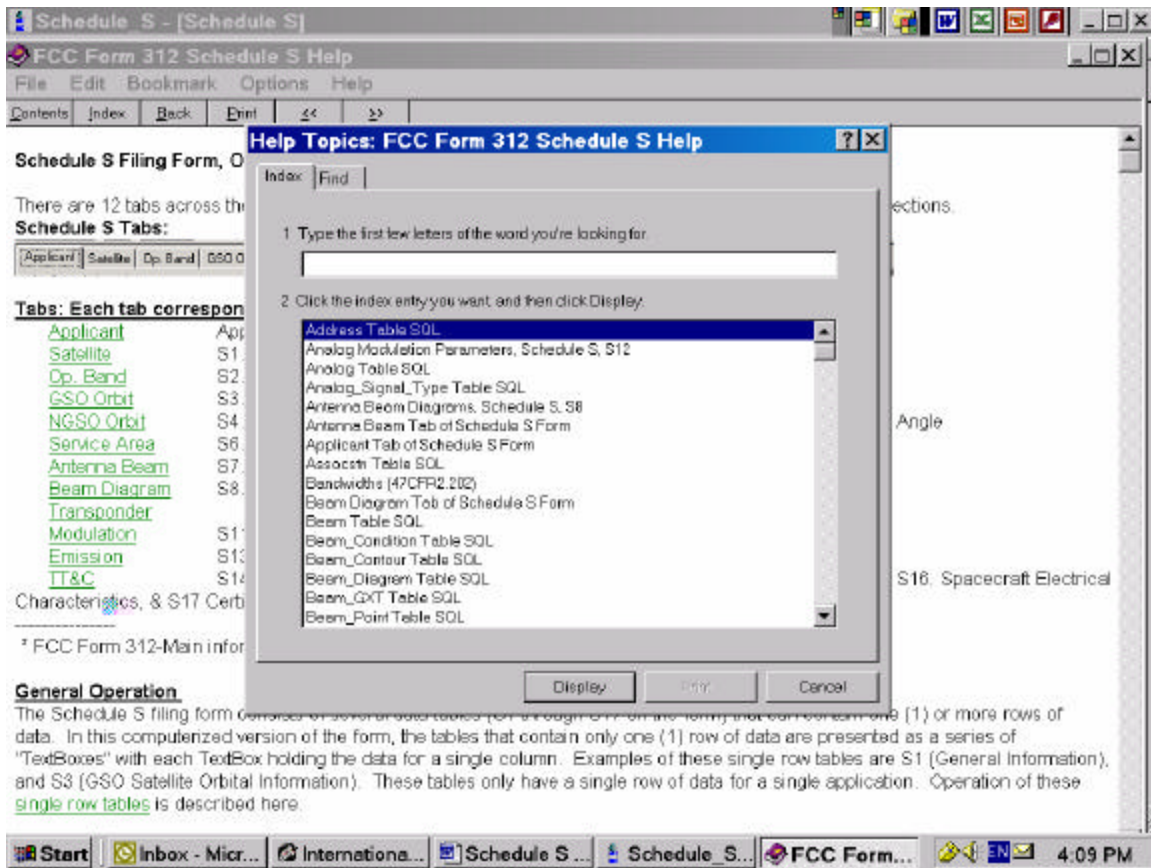 Schedule_S - [Schedule S]
FCC Form 312 Schedule S Help
File Edit Bookmark Options Help
Contents Index Back Print << >>
Schedule S Filing Form, O
There are 12 tabs across the
ections.
Schedule S Tabs:
Applicant Satellite Op. Band GSO O
Tabs: Each tab correspon
Applicant App
Satellite S1
Op. Band S2.
GSO Orbit S3.
NGSO Orbit S4
Angle
Service Area S6.
Antenna Beam S7.
Beam Diagram S8.
Transponder
Modulation S11
Emission S13
TT&C S14
S16. Spacecraft Electrical
Characteristics, & S17 Certi
FCC Form 312-Main infor
General Operation
The Schedule S filing form consists of several data tables (S1 through S17 on the form) that can contain one (1) or more rows of
data. In this computerized version of the form, the tables that contain only one (1) row of data are presented as a series of
"TextBoxes" with each TextBox holding the data for a single column. Examples of these single row tables are S1 (General Information),
and S3 (GSO Satellite Orbital Information). These tables only have a single row of data for a single application. Operation of these
single row tables is described here.
Help Topics: FCC Form 312 Schedule S Help
Index Find
1 Type the first few letters of the word you're looking for.
2 Click the index entry you want, and then click Display.
Address Table SQL
Analog Modulation Parameters, Schedule S, S12
Analog Table SQL
Analog_Signal_Type Table SQL
Antenna Beam Diagrams, Schedule S, S8
Antenna Beam Tab of Schedule S Form
Applicant Tab of Schedule S Form
Assocstn Table SQL
Bandwidths (47CFR2.202)
Beam Diagram Tab of Schedule S Form
Beam Table SQL
Beam_Condition Table SQL
Beam_Contour Table SQL
Beam_Diagram Table SQL
Beam_GXT Table SQL
Beam_Point Table SQL
Display Print Cancel
Start Inbox - Micr... Internationa... Schedule S ... Schedule_S... FCC Form... EN 4:09 PM